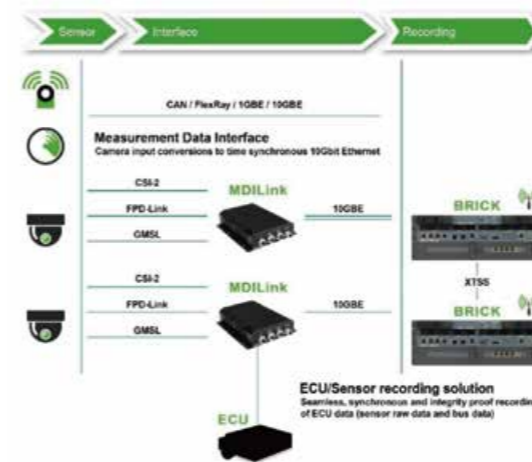 Sensor
Interface
Recording
CAN / FlexRay / 1GBE / 10GBE
Measurement Data Interface
Camera input conversions to time synchronous 10Gbit Ethernet
CSI-2
MDILink
FPD-Link
10GBE
GMSL
BRICK
CSI-2
MDILink
XTSS
FPD-Link
10GBE
GMSL
BRICK
ECU/Sensor recording solution
Seamless, synchronous and integrity proof recording
of ECU data (sensor raw data and bus data)
ECU